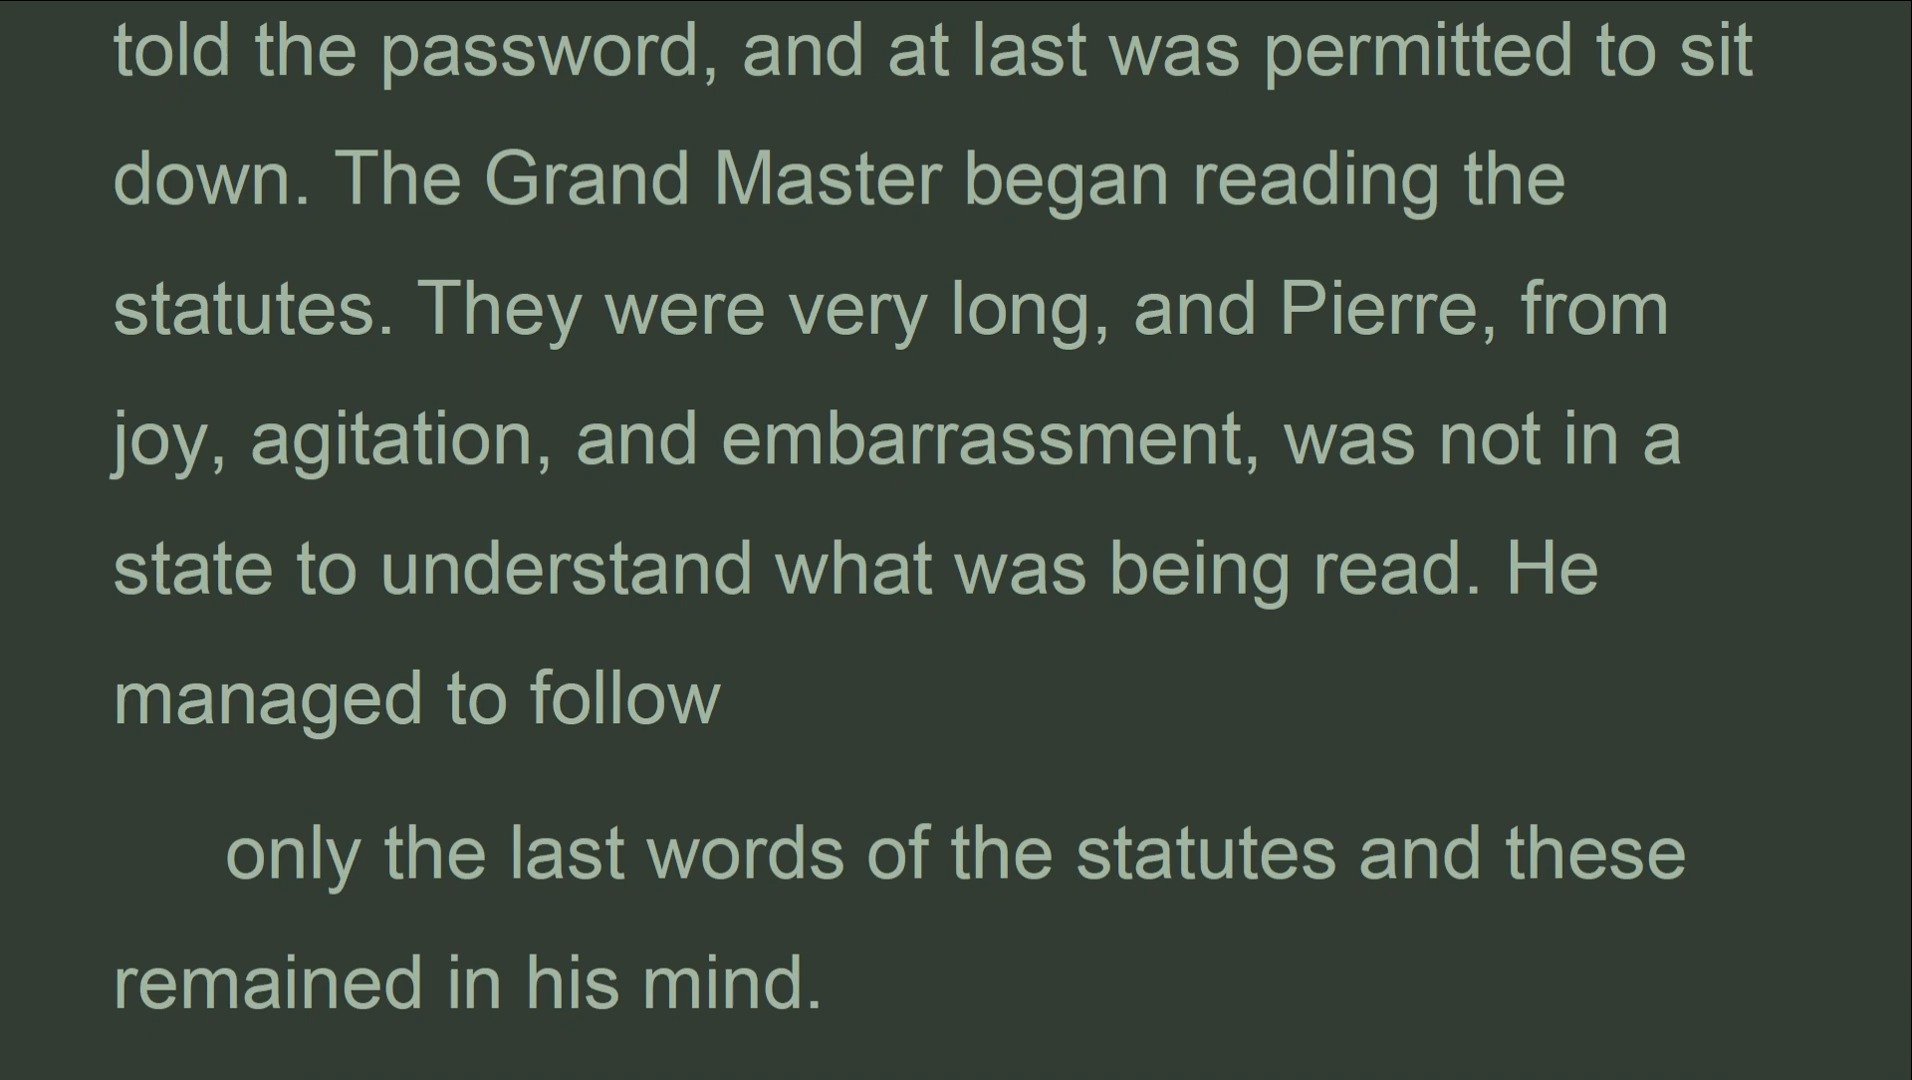 told the password, and at last was permitted to sit
down. The Grand Master began reading the
statutes. They were very long, and Pierre, from
joy, agitation, and embarrassment, was not in a
state to understand what was being read. He
managed to follow
only the last words of the statutes and these
remained in his mind.